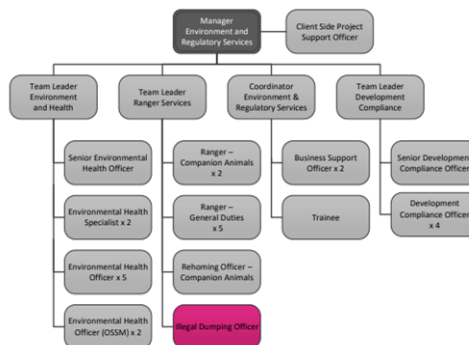 Manager
Environment and
Regulatory Services
Client Side Project
Support Officer
Team Leader
Environment
and Health
Team Leader
Ranger Services
Coordinator
Environment &
Regulatory Services
Team Leader
Development
Compliance
Senior Environmental
Health Officer
Ranger –
Companion Animals
x 2
Business Support
Officer x 2
Senior Development
Compliance Officer
Environmental Health
Specialist x 2
Ranger –
General Duties
x 5
Trainee
Development
Compliance Officer
x 4
Environmental Health
Officer x 5
Rehoming Officer –
Companion Animals
Environmental Health
Officer (OSSM) x 2
Illegal Dumping Officer